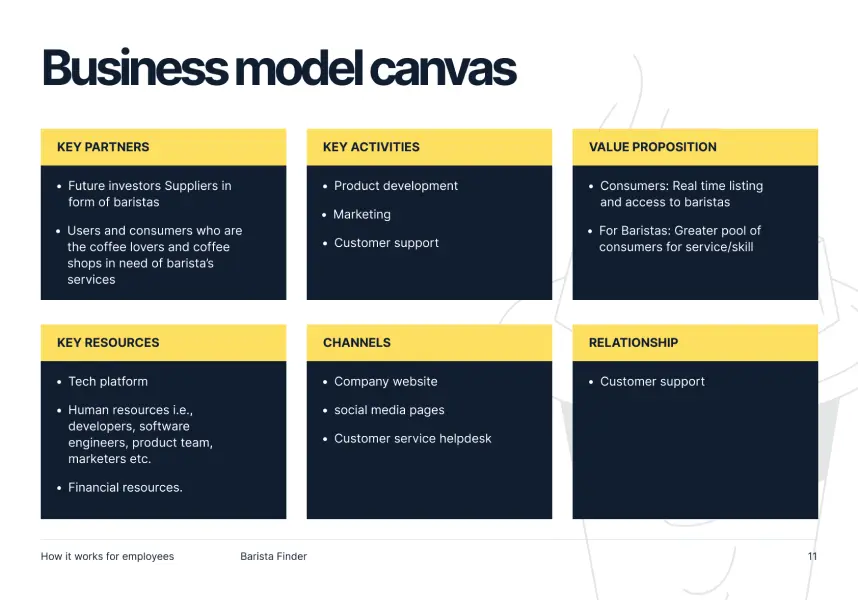 Business model canvas
KEY PARTNERS
• Future investors Suppliers in
form of baristas
• Users and consumers who are
the coffee lovers and coffee
shops in need of barista's
services
KEY ACTIVITIES
• Product development
• Marketing
• Customer support
VALUE PROPOSITION
• Consumers: Real time listing
and access to baristas
• For Baristas: Greater pool of
consumers for service/skill
KEY RESOURCES
• Tech platform
• Human resources i.e.,
developers, software
engineers, product team,
marketers etc.
• Financial resources.
CHANNELS
• Company website
• social media pages
• Customer service helpdesk
RELATIONSHIP
• Customer support
How it works for employees
Barista Finder
11